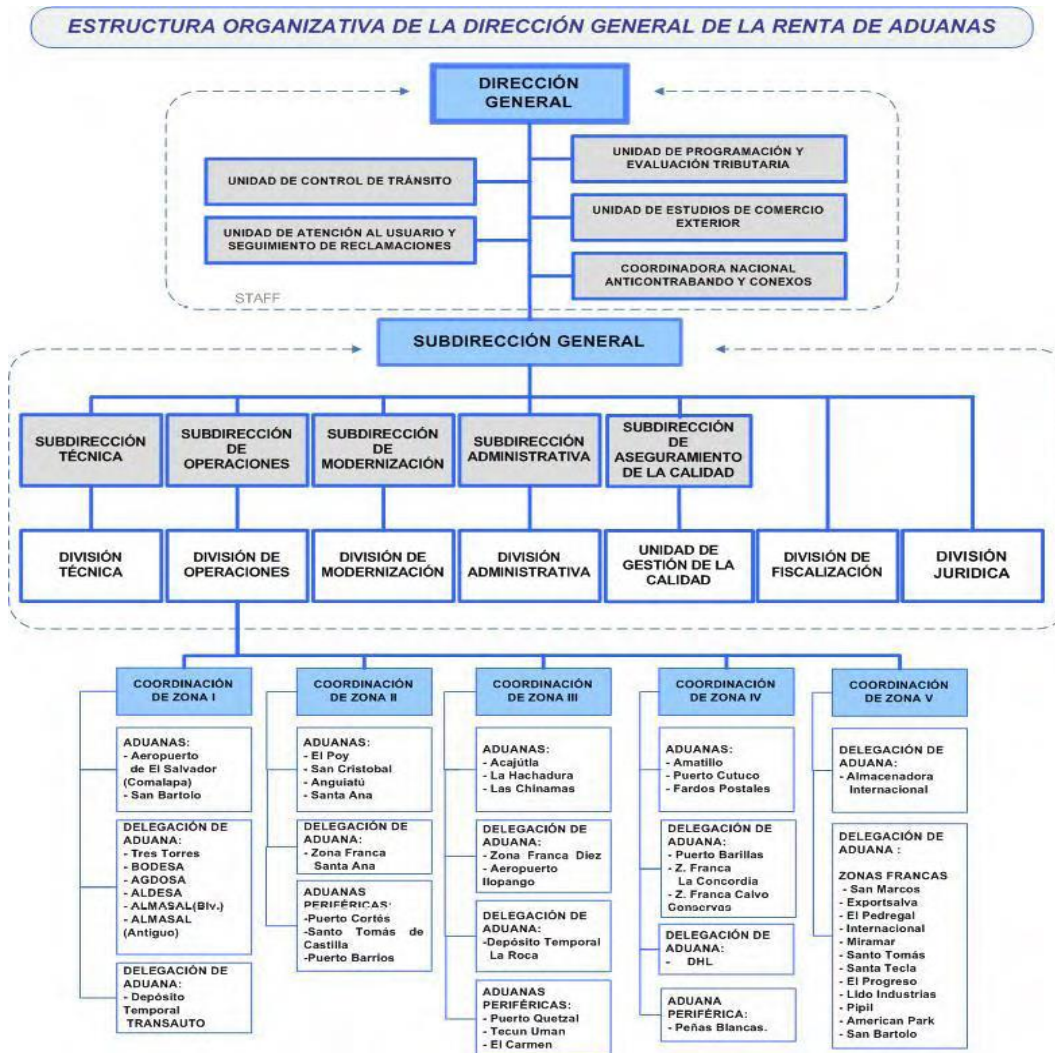 ESTRUCTURA ORGANIZATIVA DE LA DIRECCIÓN GENERAL DE LA RENTA DE ADUANAS
DIRECCIÓN
GENERAL
UNIDAD DE PROGRAMACIÓN Y
EVALUACIÓN TRIBUTARIA
UNIDAD DE CONTROL DE TRÁNSITO
UNIDAD DE ESTUDIOS DE COMERCIO
EXTERIOR
UNIDAD DE ATENCIÓN AL USUARIO Y
SEGUIMIENTO DE RECLAMACIONES
COORDINADORA NACIONAL
ANTICONTRABANDO Y CONEXOS
STAFF
SUBDIRECCIÓN GENERAL
SUBDIRECCIÓN
TÉCNICA
SUBDIRECCIÓN
DE
OPERACIONES
SUBDIRECCIÓN
DE
MODERNIZACIÓN
SUBDIRECCIÓN
ADMINISTRATIVA
SUBDIRECCIÓN
DE
ASEGURAMIENTO
DE LA CALIDAD
DIVISIÓN
TÉCNICA
DIVISIÓN DE
OPERACIONES
DIVISIÓN DE
MODERNIZACIÓN
DIVISIÓN
ADMINISTRATIVA
UNIDAD DE
GESTIÓN DE LA
CALIDAD
DIVISIÓN DE
FISCALIZACIÓN
DIVISIÓN
JURIDICA
COORDINACIÓN
DE ZONA I
ADUANAS:
- Aeropuerto
de El Salvador
(Comalapa)
- San Bartolo
DELEGACIÓN DE
ADUANA:
- Tres Torres
- BODESA
- AGDOSA
- ALDESA
- ALMASAL(Blv.)
- ALMASAL
(Antiguo)
DELEGACIÓN DE
ADUANA:
- Depósito
Temporal
TRANSAUTO
COORDINACIÓN
DE ZONA II
ADUANAS:
- El Poy
- San Cristobal
- Anguiatú
- Santa Ana
DELEGACIÓN DE
ADUANA:
- Zona Franca
Santa Ana
ADUANAS
PERIFÉRICAS:
-Puerto Cortés
-Santo Tomás de
Castilla
-Puerto Barrios
COORDINACIÓN
DE ZONA III
ADUANAS:
- Acajútla
- La Hachadura
- Las Chinamas
DELEGACIÓN DE
ADUANA:
- Zona Franca Diez
- Aeropuerto
Ilopango
DELEGACIÓN DE
ADUANA:
-Depósito Temporal
La Roca
ADUANAS
PERIFÉRICAS:
- Puerto Quetzal
- Tecun Uman
- El Carmen
COORDINACIÓN
DE ZONA IV
ADUANAS:
- Amatillo
- Puerto Cutuco
- Fardos Postales
DELEGACIÓN DE
ADUANA:
- Puerto Barillas
- Z. Franca
La Concordia
- Z. Franca Calvo
Conservas
DELEGACIÓN DE
ADUANA:
- DHL
ADUANA
PERIFÉRICA:
- Peñas Blancas.
COORDINACIÓN
DE ZONA V
DELEGACIÓN DE
ADUANA:
- Almacenadora
Internacional
DELEGACIÓN DE
ADUANA :
ZONAS FRANCAS
- San Marcos
- Exportsalva
- El Pedregal
- Internacional
- Miramar
- Santo Tomás
- Santa Tecla
- El Progreso
- Lido Industrias
- Pipil
- American Park
- San Bartolo